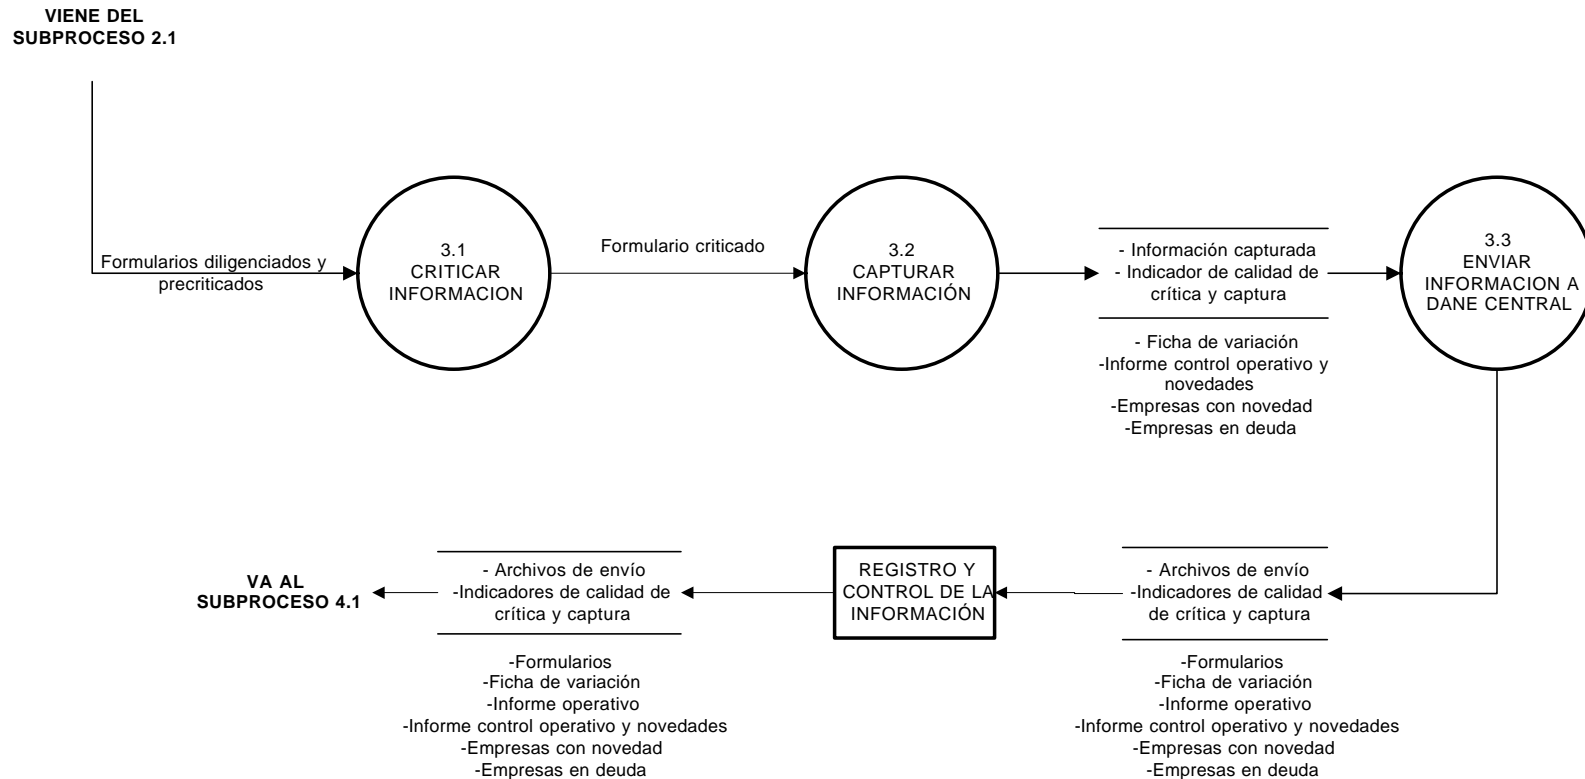 VIENE DEL
SUBPROCESO 2.1
Formularios diligenciados y
precriticados
3.1
CRITICAR
INFORMACION
Formulario criticado
3.2
CAPTURAR
INFORMACIÓN
- Información capturada
- Indicador de calidad de
crítica y captura
- Ficha de variación
-Informe control operativo y
novedades
-Empresas con novedad
-Empresas en deuda
3.3
ENVIAR
INFORMACION A
DANE CENTRAL
VA AL
SUBPROCESO 4.1
- Archivos de envío
-Indicadores de calidad de
crítica y captura
-Formularios
-Ficha de variación
-Informe operativo
-Informe control operativo y novedades
-Empresas con novedad
-Empresas en deuda
REGISTRO Y
CONTROL DE LA
INFORMACIÓN
- Archivos de envío
-Indicadores de calidad
de crítica y captura
-Formularios
-Ficha de variación
-Informe operativo
-Informe control operativo y novedades
-Empresas con novedad
-Empresas en deuda